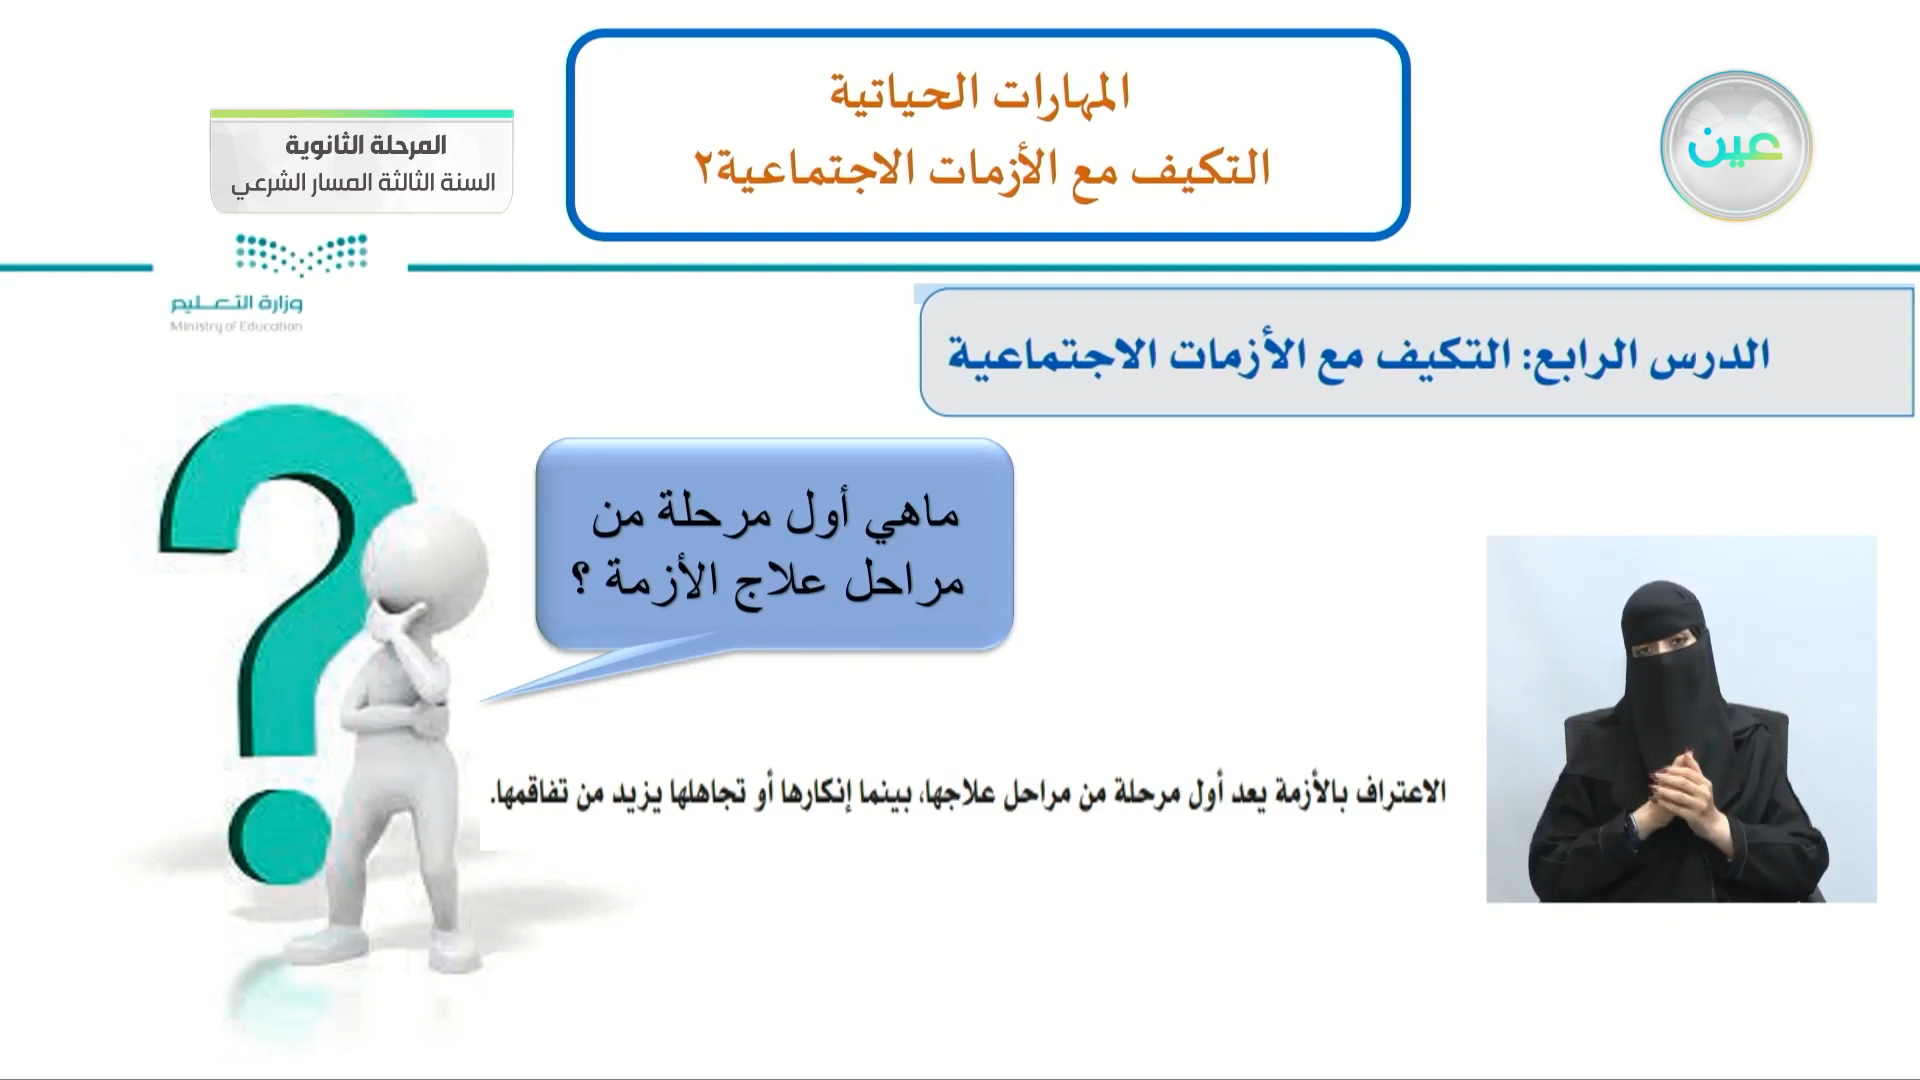 المهارات الحياتية
التكيف مع الأزمات الاجتماعية٢
عين
المرحلة الثانوية
السنة الثالثة المسار الشرعي
وزارة التعليم
Ministry of Education
الدرس الرابع: التكيف مع الأزمات الاجتماعية
ماهي أول مرحلة من
مراحل علاج الأزمة ؟
الاعتراف بالأزمة يعد أول مرحلة من مراحل علاجها، بينما إنكارها أو تجاهلها يزيد من تفاقمها.